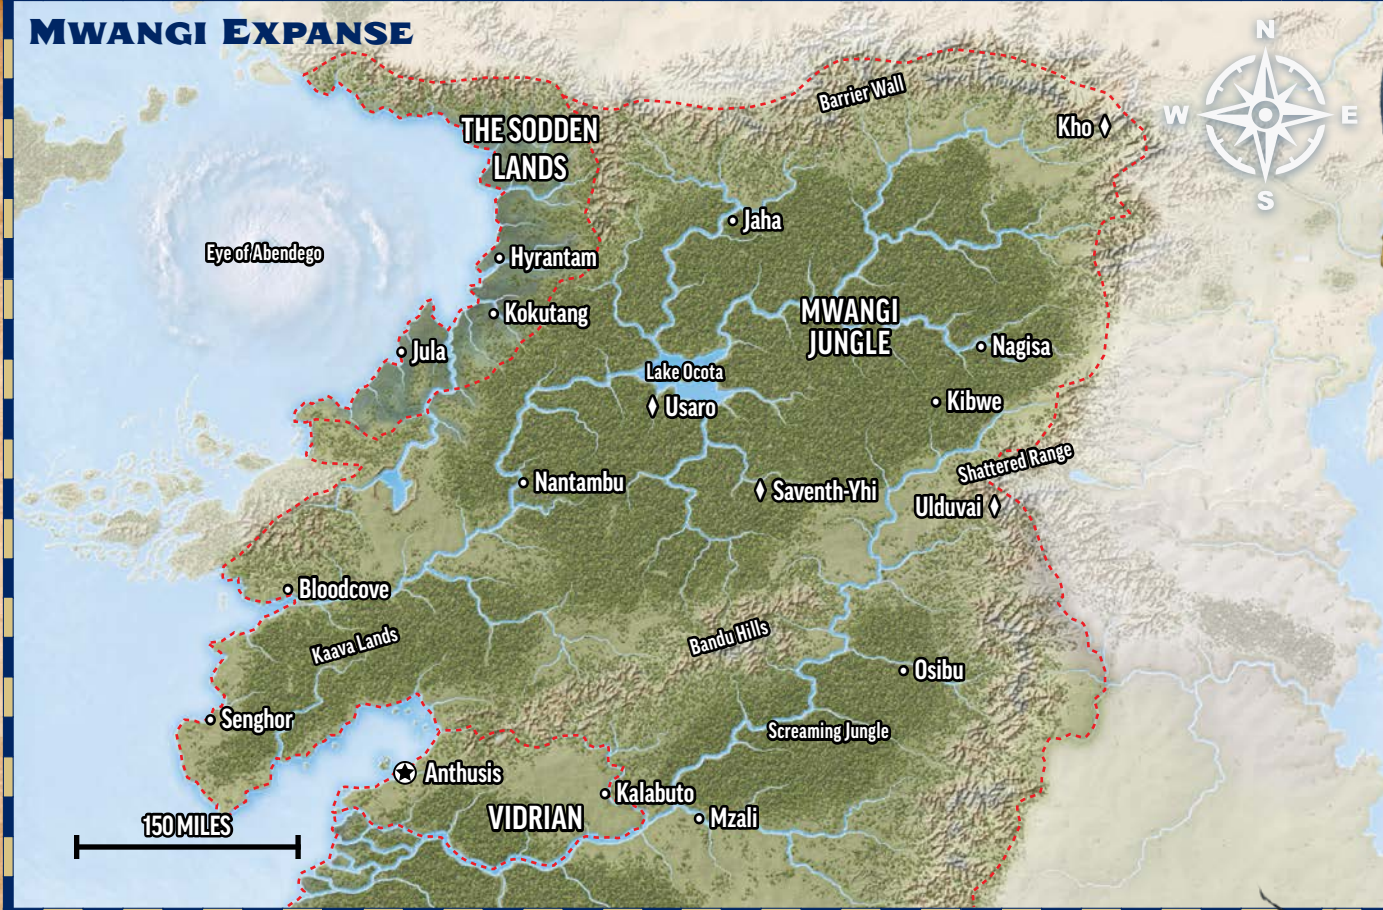 MWANGI EXPANSE
N
W
E
S
Barrier Wall
Kho
THE SODDEN
LANDS
Jaha
Eye of Abendego
Hyrantam
Kokutang
MWANGI
JUNGLE
Jula
Nagisa
Lake Ocota
Usaro
Kibwe
Shattered Range
Nantambu
Saventh-Yhi
Ulduvai
Bloodcove
Kaava Lands
Bandu Hills
Osibu
Senghor
Screaming Jungle
Anthusis
Kalabuto
VIDRIAN
Mzali
150 MILES